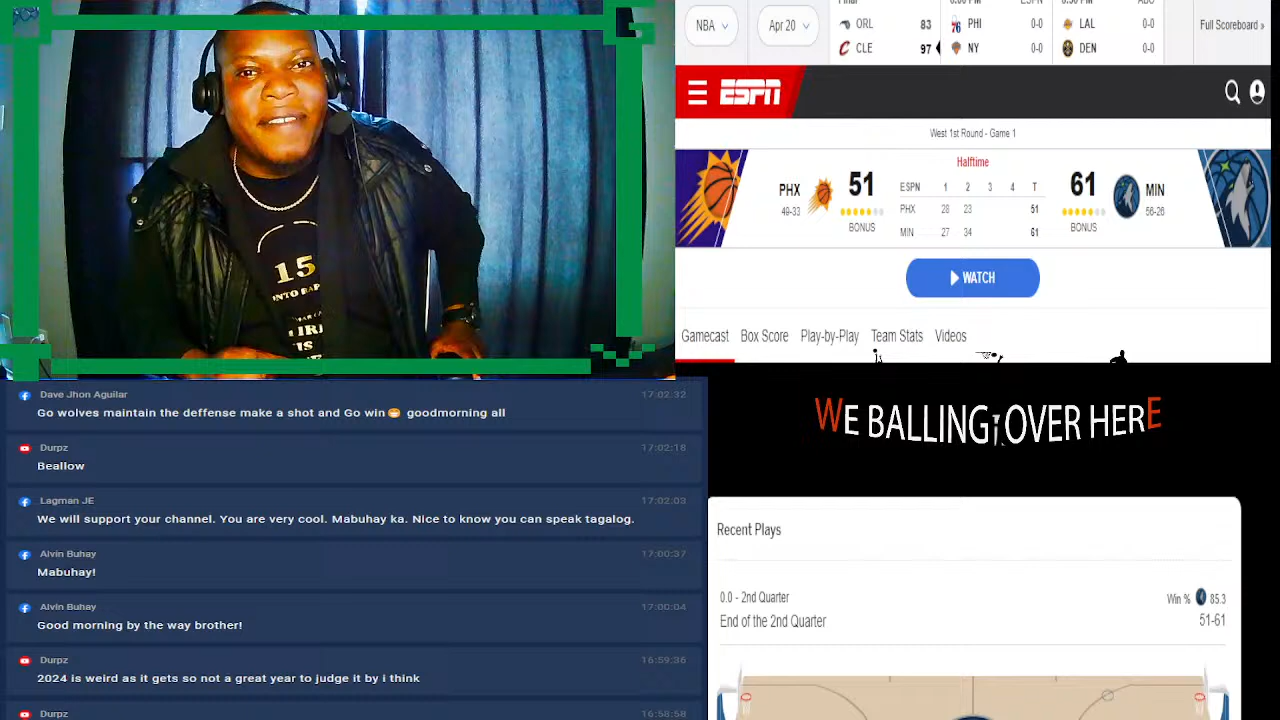 15
INTO RAP
NBA
Apr 20
ORL 83
CLE 97
PHI 0-0
NY 0-0
LAL 0-0
DEN 0-0
Full Scoreboard »
ESPN
West 1st Round - Game 1
Halftime
PHX
49-33
51
BONUS
ESPN 1 2 3 4 T
PHX 28 23 51
MIN 27 34 61
61
BONUS
MIN
56-26
WATCH
Gamecast Box Score Play-by-Play Team Stats Videos
Dave Jhon Aguilar 17:02:32
Go wolves maintain the deffense make a shot and Go win😁 goodmorning all
Durpz 17:02:18
Beallow
Lagman JE 17:02:03
We will support your channel. You are very cool. Mabuhay ka. Nice to know you can speak tagalog.
Alvin Buhay 17:00:37
Mabuhay!
Alvin Buhay 17:00:04
Good morning by the way brother!
Durpz 16:59:36
2024 is weird as it gets so not a great year to judge it by i think
Durpz 16:58:58
WE BALLING OVER HERE
Recent Plays
0.0 - 2nd Quarter
Win % 85.3
End of the 2nd Quarter
51-61